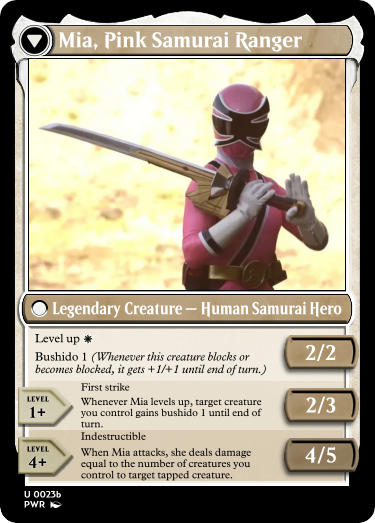 Mia, Pink Samurai Ranger
Legendary Creature — Human Samurai Hero
Level up
Bushido 1 (Whenever this creature blocks or
becomes blocked, it gets +1/+1 until end of turn.)
2/2
LEVEL
1+
First strike
Whenever Mia levels up, target creature
you control gains bushido 1 until end of
turn.
2/3
LEVEL
4+
Indestructible
When Mia attacks, she deals damage
equal to the number of creatures you
control to target tapped creature.
4/5
U 0023b
PWR